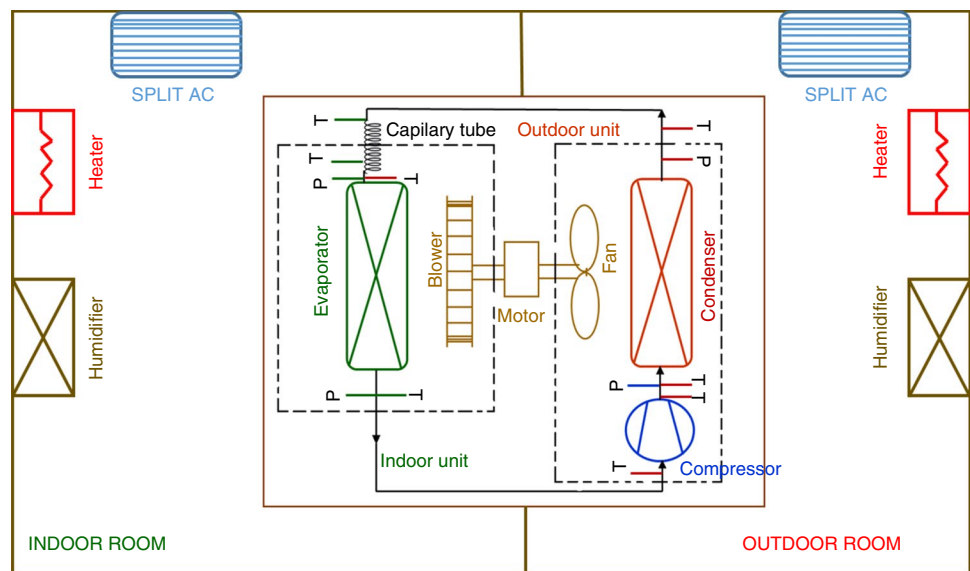 SPLIT AC
SPLIT AC
T
Capilary tube
Outdoor unit
T
T
P
P
T
Heater
Heater
Evaporator
Blower
Motor
Fan
Condenser
Humidifier
Humidifier
P
T
P
T
T
T
Indoor unit
Compressor
INDOOR ROOM
OUTDOOR ROOM